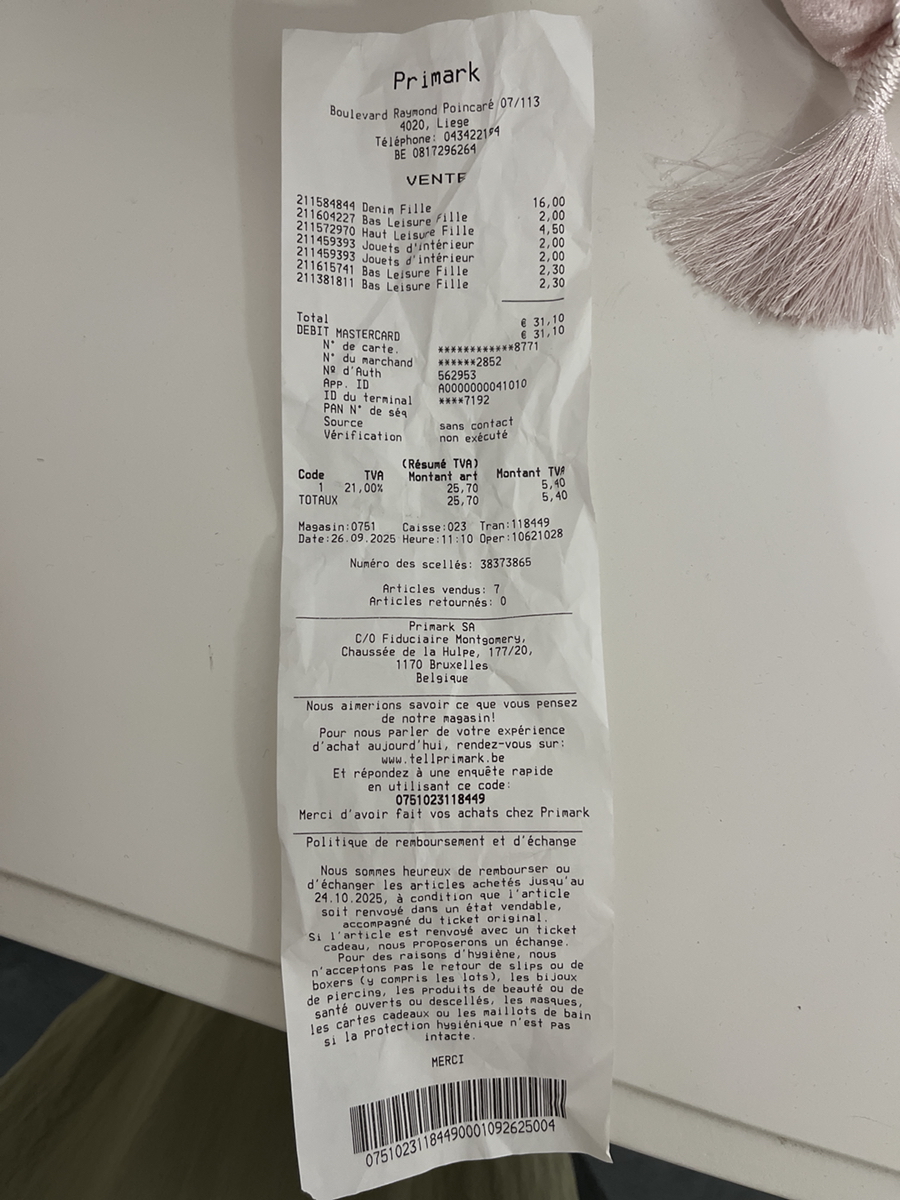 Primark
Boulevard Raymond Poincaré 07/113
4020, Liege
Téléphone: 043422194
BE 0817296264
VENTE
211584844 Denim Fille 16,00
211604227 Bas Leisure Fille 2,00
211572970 Haut Leisure Fille 4,50
211459393 Jouets d'intérieur 2,00
211459393 Jouets d'intérieur 2,00
211615741 Bas Leisure Fille 2,30
211381811 Bas Leisure Fille 2,30
Total € 31,10
DEBIT MASTERCARD € 31,10
N° de carte. ************8771
N° du marchand ******2852
Nº d'Auth 562953
App. ID A0000000041010
ID du terminal ****7192
PAN N° de séq
Source sans contact
Vérification non exécuté
(Résumé TVA)
Code TVA Montant art Montant TVA
1 21,00% 25,70 5,40
TOTAUX 25,70 5,40
Magasin:0751 Caisse:023 Tran:118449
Date:26.09.2025 Heure:11:10 Oper:10621028
Numéro des scellés: 38373865
Articles vendus: 7
Articles retournés: 0
Primark SA
C/O Fiduciaire Montgomery,
Chaussée de la Hulpe, 177/20,
1170 Bruxelles
Belgique
Nous aimerions savoir ce que vous pensez
de notre magasin!
Pour nous parler de votre expérience
d'achat aujourd'hui, rendez-vous sur:
www.tellprimark.be
Et répondez à une enquête rapide
en utilisant ce code:
0751023118449
Merci d'avoir fait vos achats chez Primark
Politique de remboursement et d'échange
Nous sommes heureux de rembourser ou
d'échanger les articles achetés jusqu'au
24.10.2025, à condition que l'article
soit renvoyé dans un état vendable,
accompagné du ticket original.
Si l'article est renvoyé avec un ticket
cadeau, nous proposerons un échange.
Pour des raisons d'hygiène, nous
n'acceptons pas le retour de slips ou de
boxers (y compris les lots), les bijoux
de piercing, les produits de beauté ou de
santé ouverts ou descellés, les masques,
les cartes cadeaux ou les maillots de bain
si la protection hygiénique n'est pas
intacte.
MERCI
07510231184490001092625004